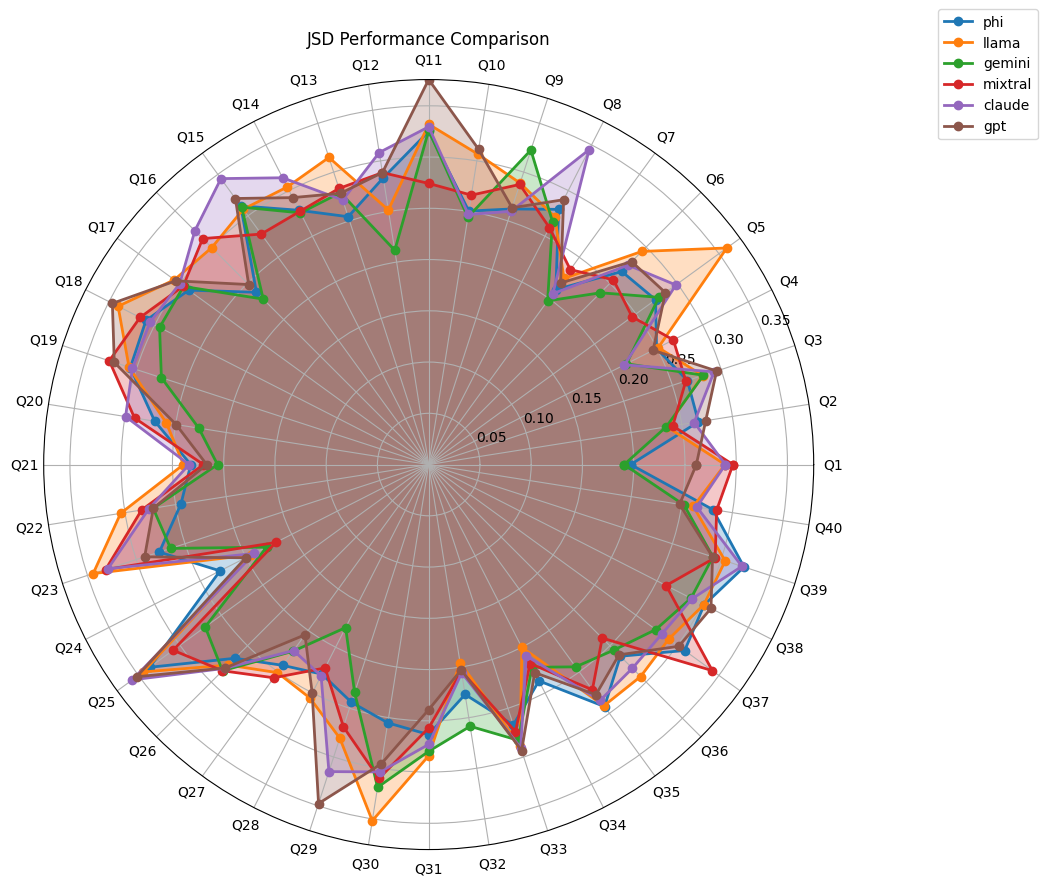 JSD Performance Comparison
phi
llama
gemini
mixtral
claude
gpt
Q1
Q2
Q3
Q4
Q5
Q6
Q7
Q8
Q9
Q10
Q11
Q12
Q13
Q14
Q15
Q16
Q17
Q18
Q19
Q20
Q21
Q22
Q23
Q24
Q25
Q26
Q27
Q28
Q29
Q30
Q31
Q32
Q33
Q34
Q35
Q36
Q37
Q38
Q39
Q40
0.05
0.10
0.15
0.20
0.25
0.30
0.35